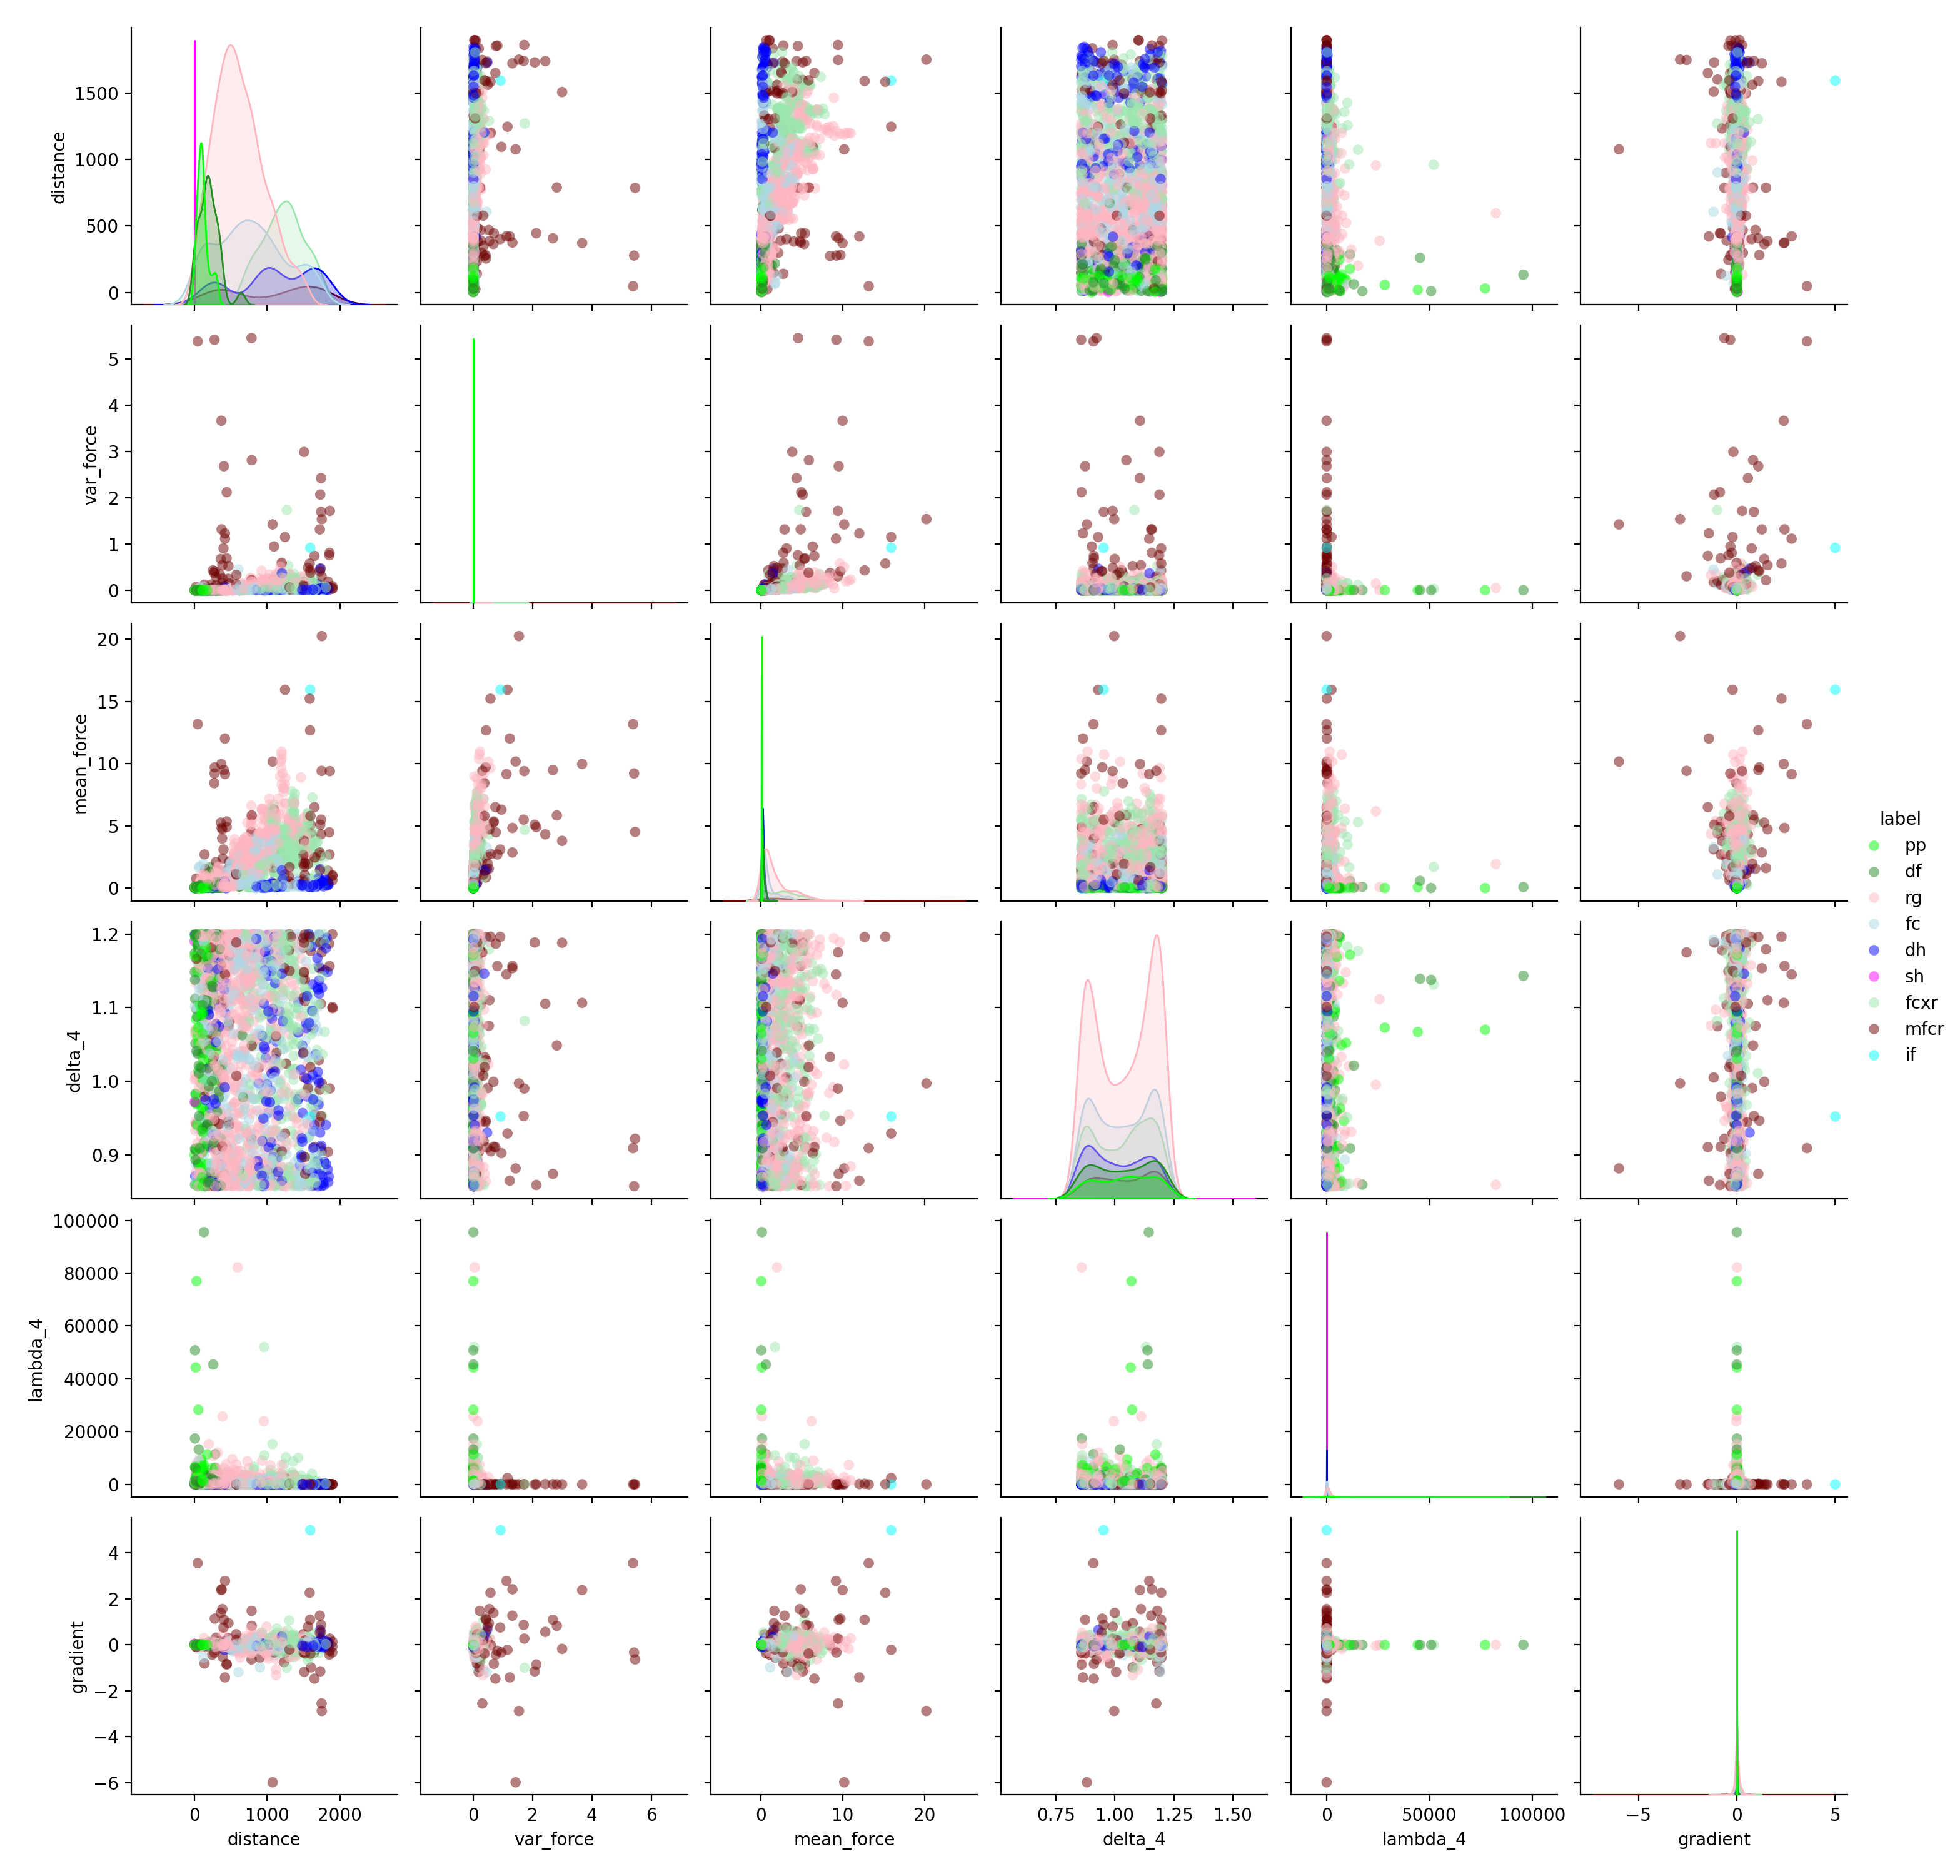 distance
1500
1000
500
0
var_force
5
4
3
2
1
0
mean_force
20
15
10
5
0
delta_4
1.2
1.1
1.0
0.9
lambda_4
100000
80000
60000
40000
20000
0
gradient
4
2
0
−2
−4
−6
0 1000 2000
distance
0 2 4 6
var_force
0 10 20
mean_force
0.75 1.00 1.25 1.50
delta_4
0 50000 100000
lambda_4
−5 0 5
gradient
label
pp
df
rg
fc
dh
sh
fcxr
mfcr
if